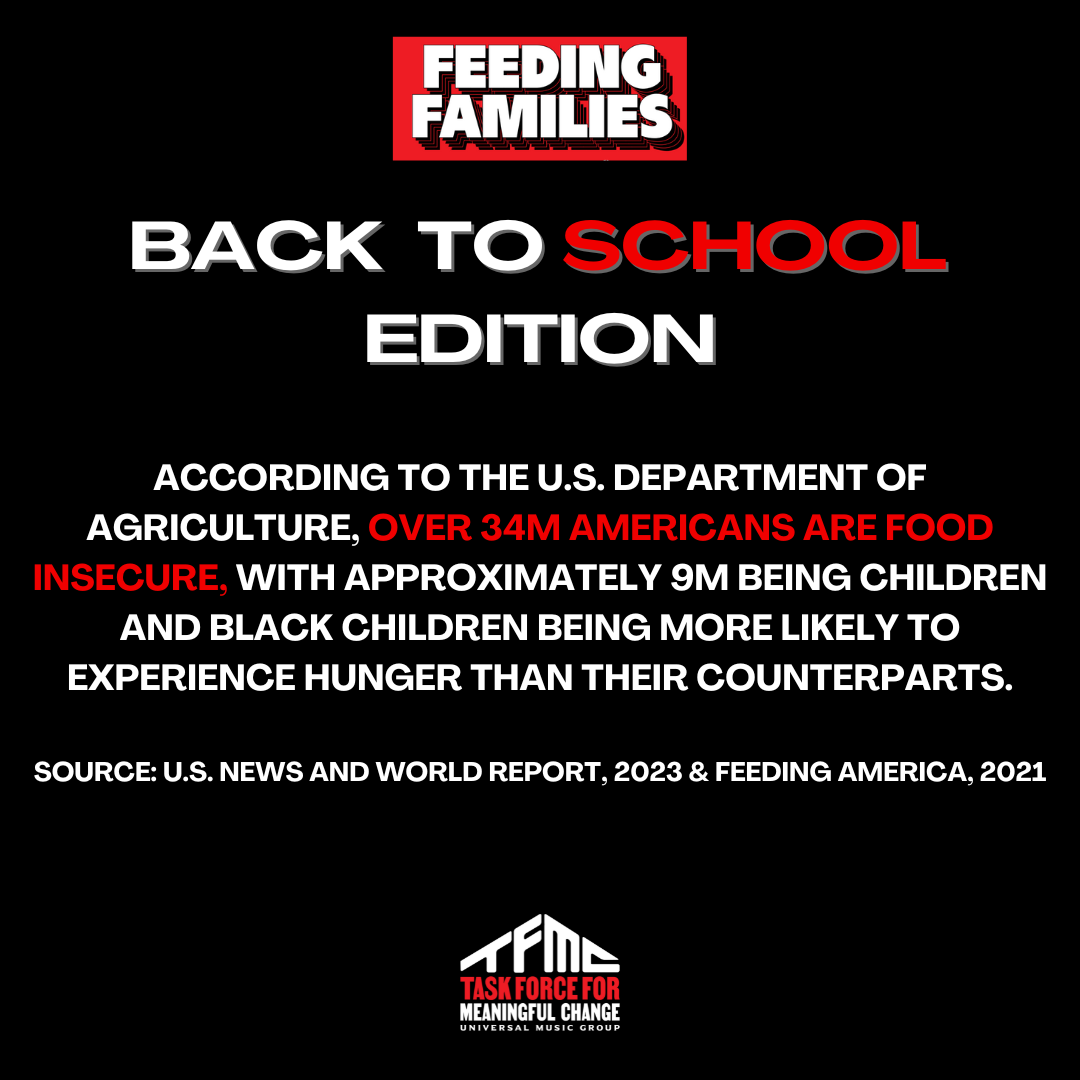 FEEDING
FAMILIES
BACK TO SCHOOL
EDITION
ACCORDING TO THE U.S. DEPARTMENT OF
AGRICULTURE, OVER 34M AMERICANS ARE FOOD
INSECURE, WITH APPROXIMATELY 9M BEING CHILDREN
AND BLACK CHILDREN BEING MORE LIKELY TO
EXPERIENCE HUNGER THAN THEIR COUNTERPARTS.
SOURCE: U.S. NEWS AND WORLD REPORT, 2023 & FEEDING AMERICA, 2021
TFMC
TASK FORCE FOR
MEANINGFUL CHANGE
UNIVERSAL MUSIC GROUP